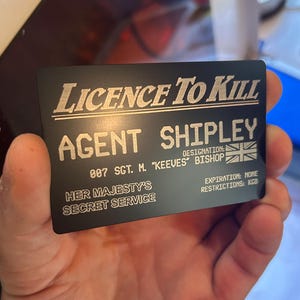 LICENCE TO KILL
AGENT SHIPLEY
DESIGNATION:
007 SGT. M. "KEEVES" BISHOP
EXPIRATION: NONE
RESTRICTIONS: KGB
HER MAJESTY'S
SECRET SERVICE